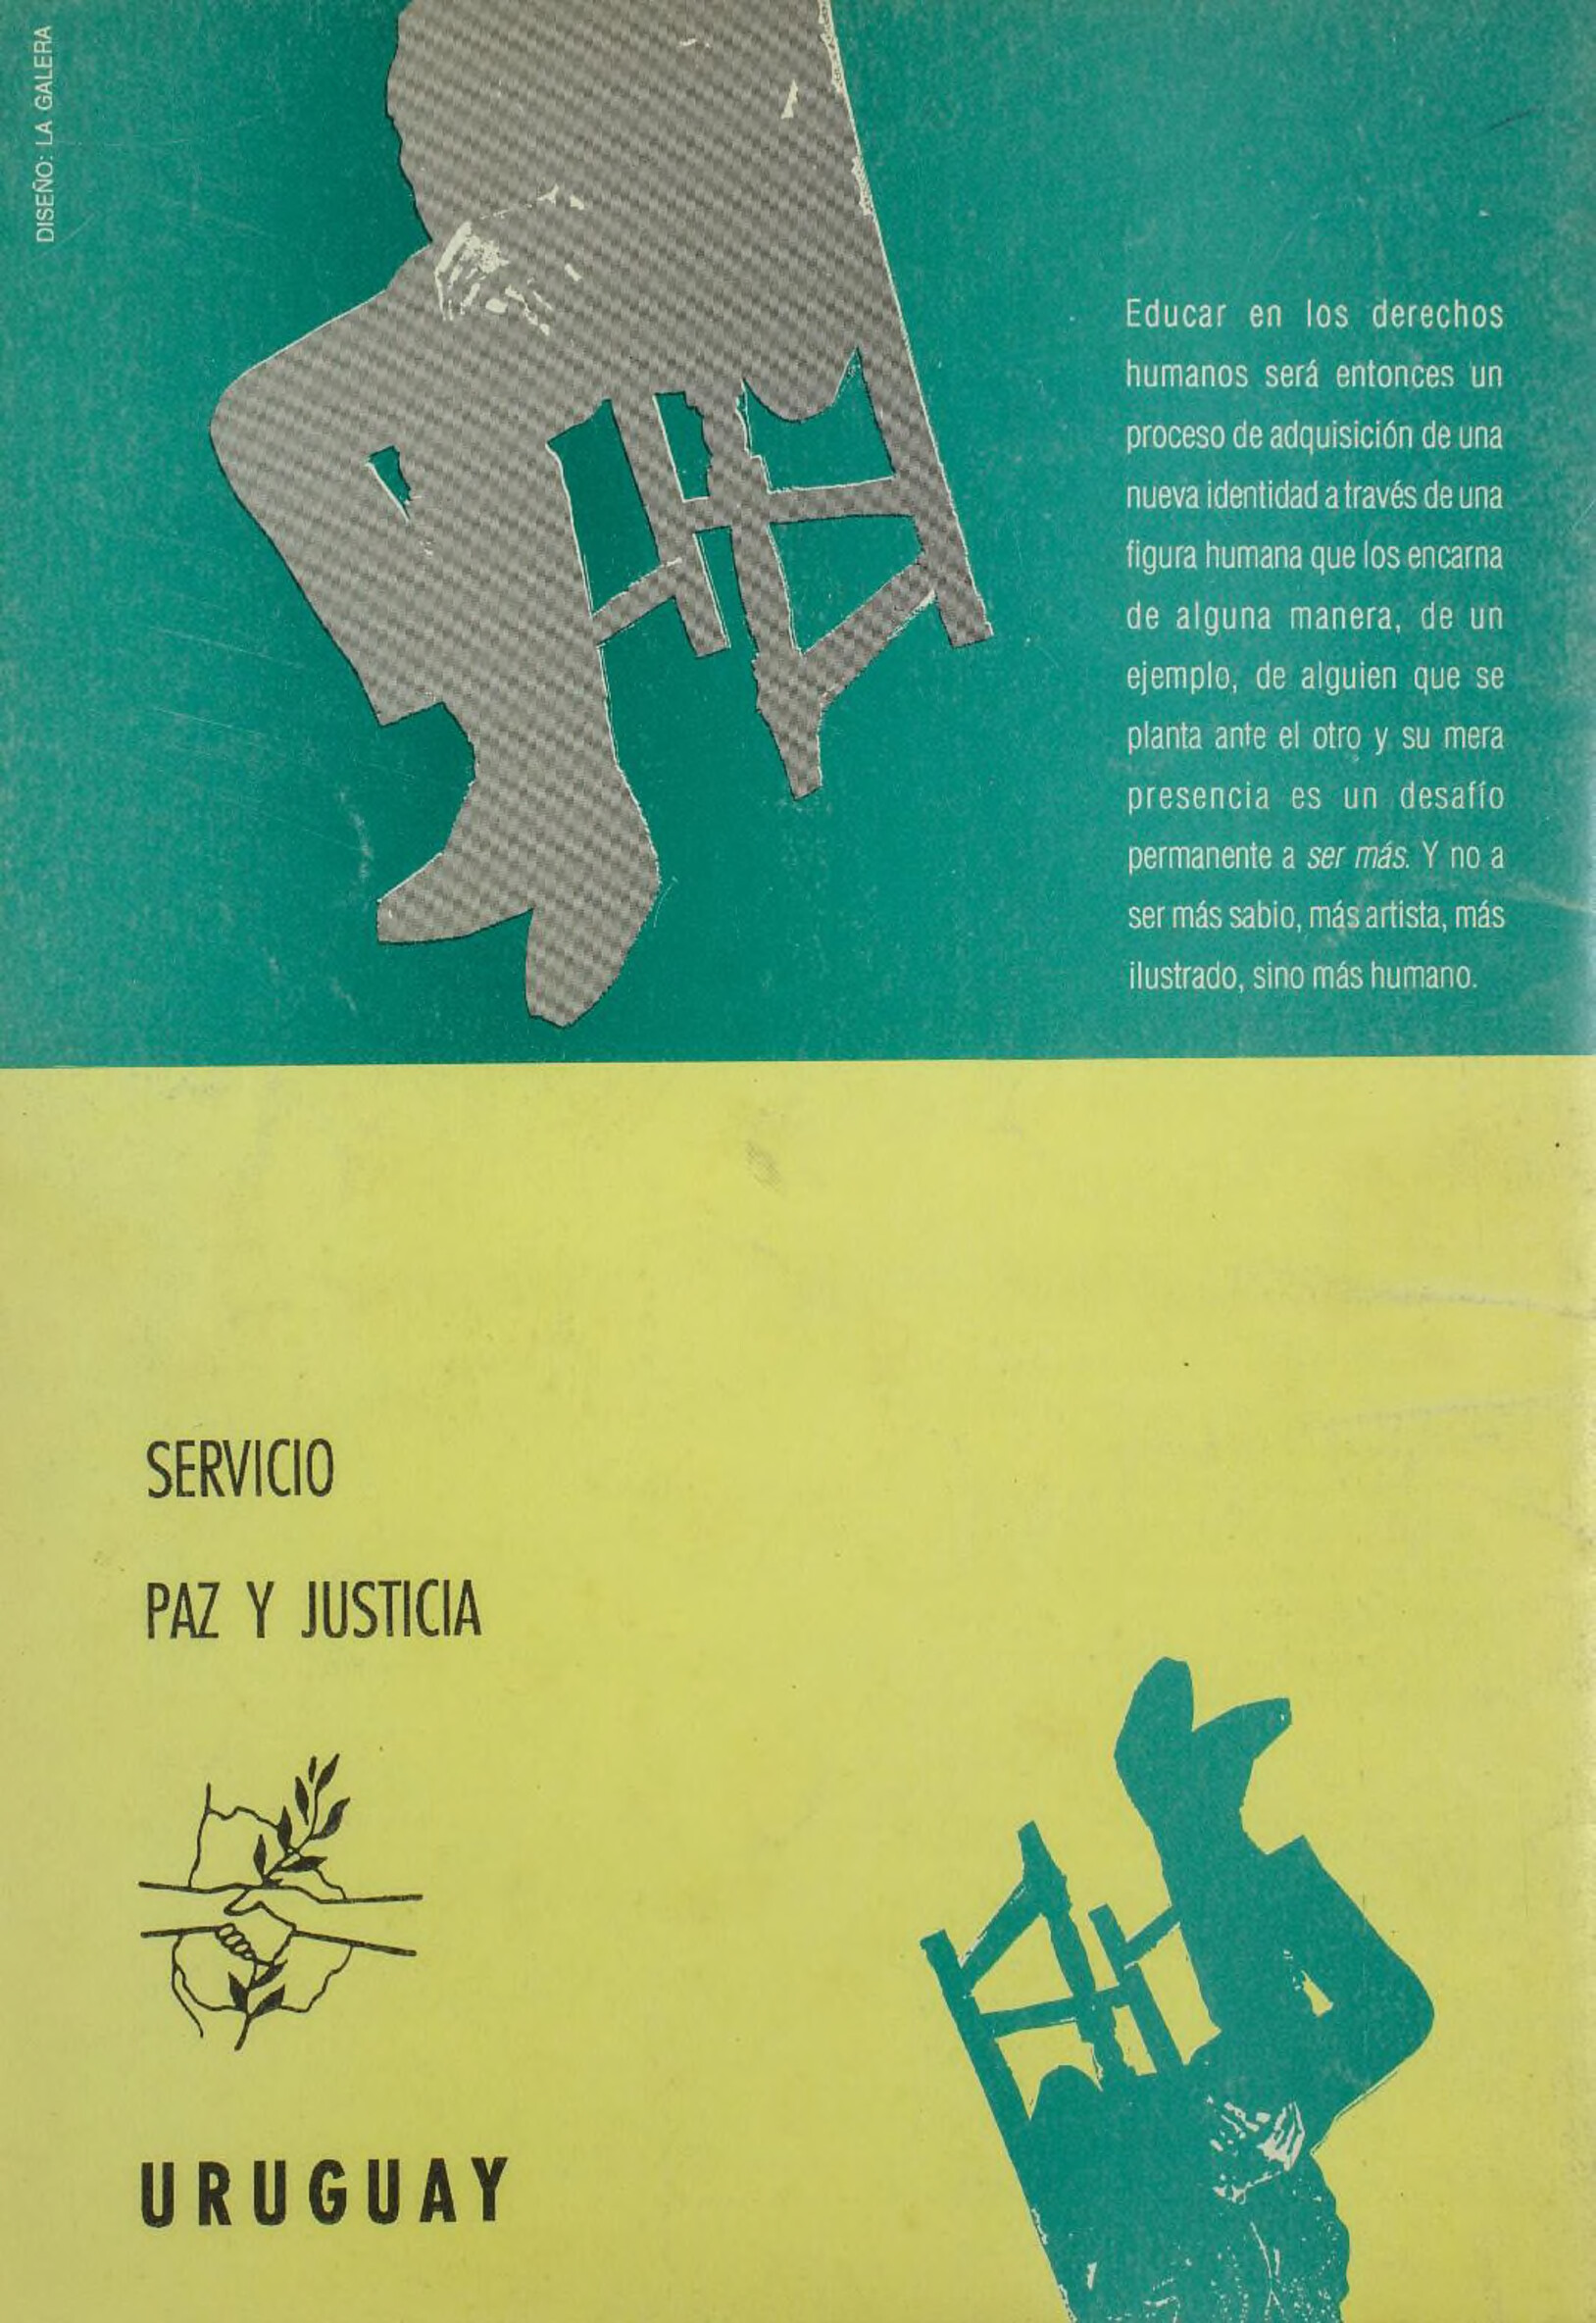 DISEÑO: LA GALERA
Educar en los derechos
humanos será entonces un
proceso de adquisición de una
nueva identidad a través de una
figura humana que los encarna
de alguna manera, de un
ejemplo, de alguien que se
planta ante el otro y su mera
presencia es un desafío
permanente a ser más. Y no a
ser más sabio, más artista, más
ilustrado, sino más humano.
SERVICIO
PAZ Y JUSTICIA
URUGUAY